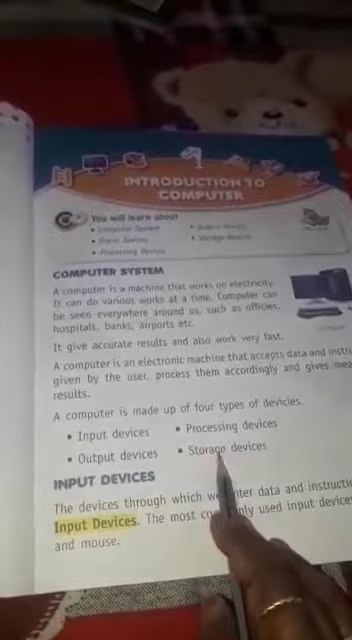 1
INTRODUCTION TO
COMPUTER
You will learn about
• Computer System
• Output Devices
• Input Devices
• Storage devices
• Processing Devices
COMPUTER SYSTEM
A computer is a machine that works on electricity.
It can do various works at a time. Computer can
be seen everywhere around us, such as officies,
hospitals, banks, airports etc.
It give accurate results and also work very fast.
A computer is an electronic machine that accepts data and instru
given by the user, process them accordingly and gives mea
results.
A computer is made up of four types of devicies.
• Input devices
• Processing devices
• Output devices
• Storage devices
INPUT DEVICES
The devices through which we enter data and instructio
Input Devices. The most commonly used input devices
and mouse.